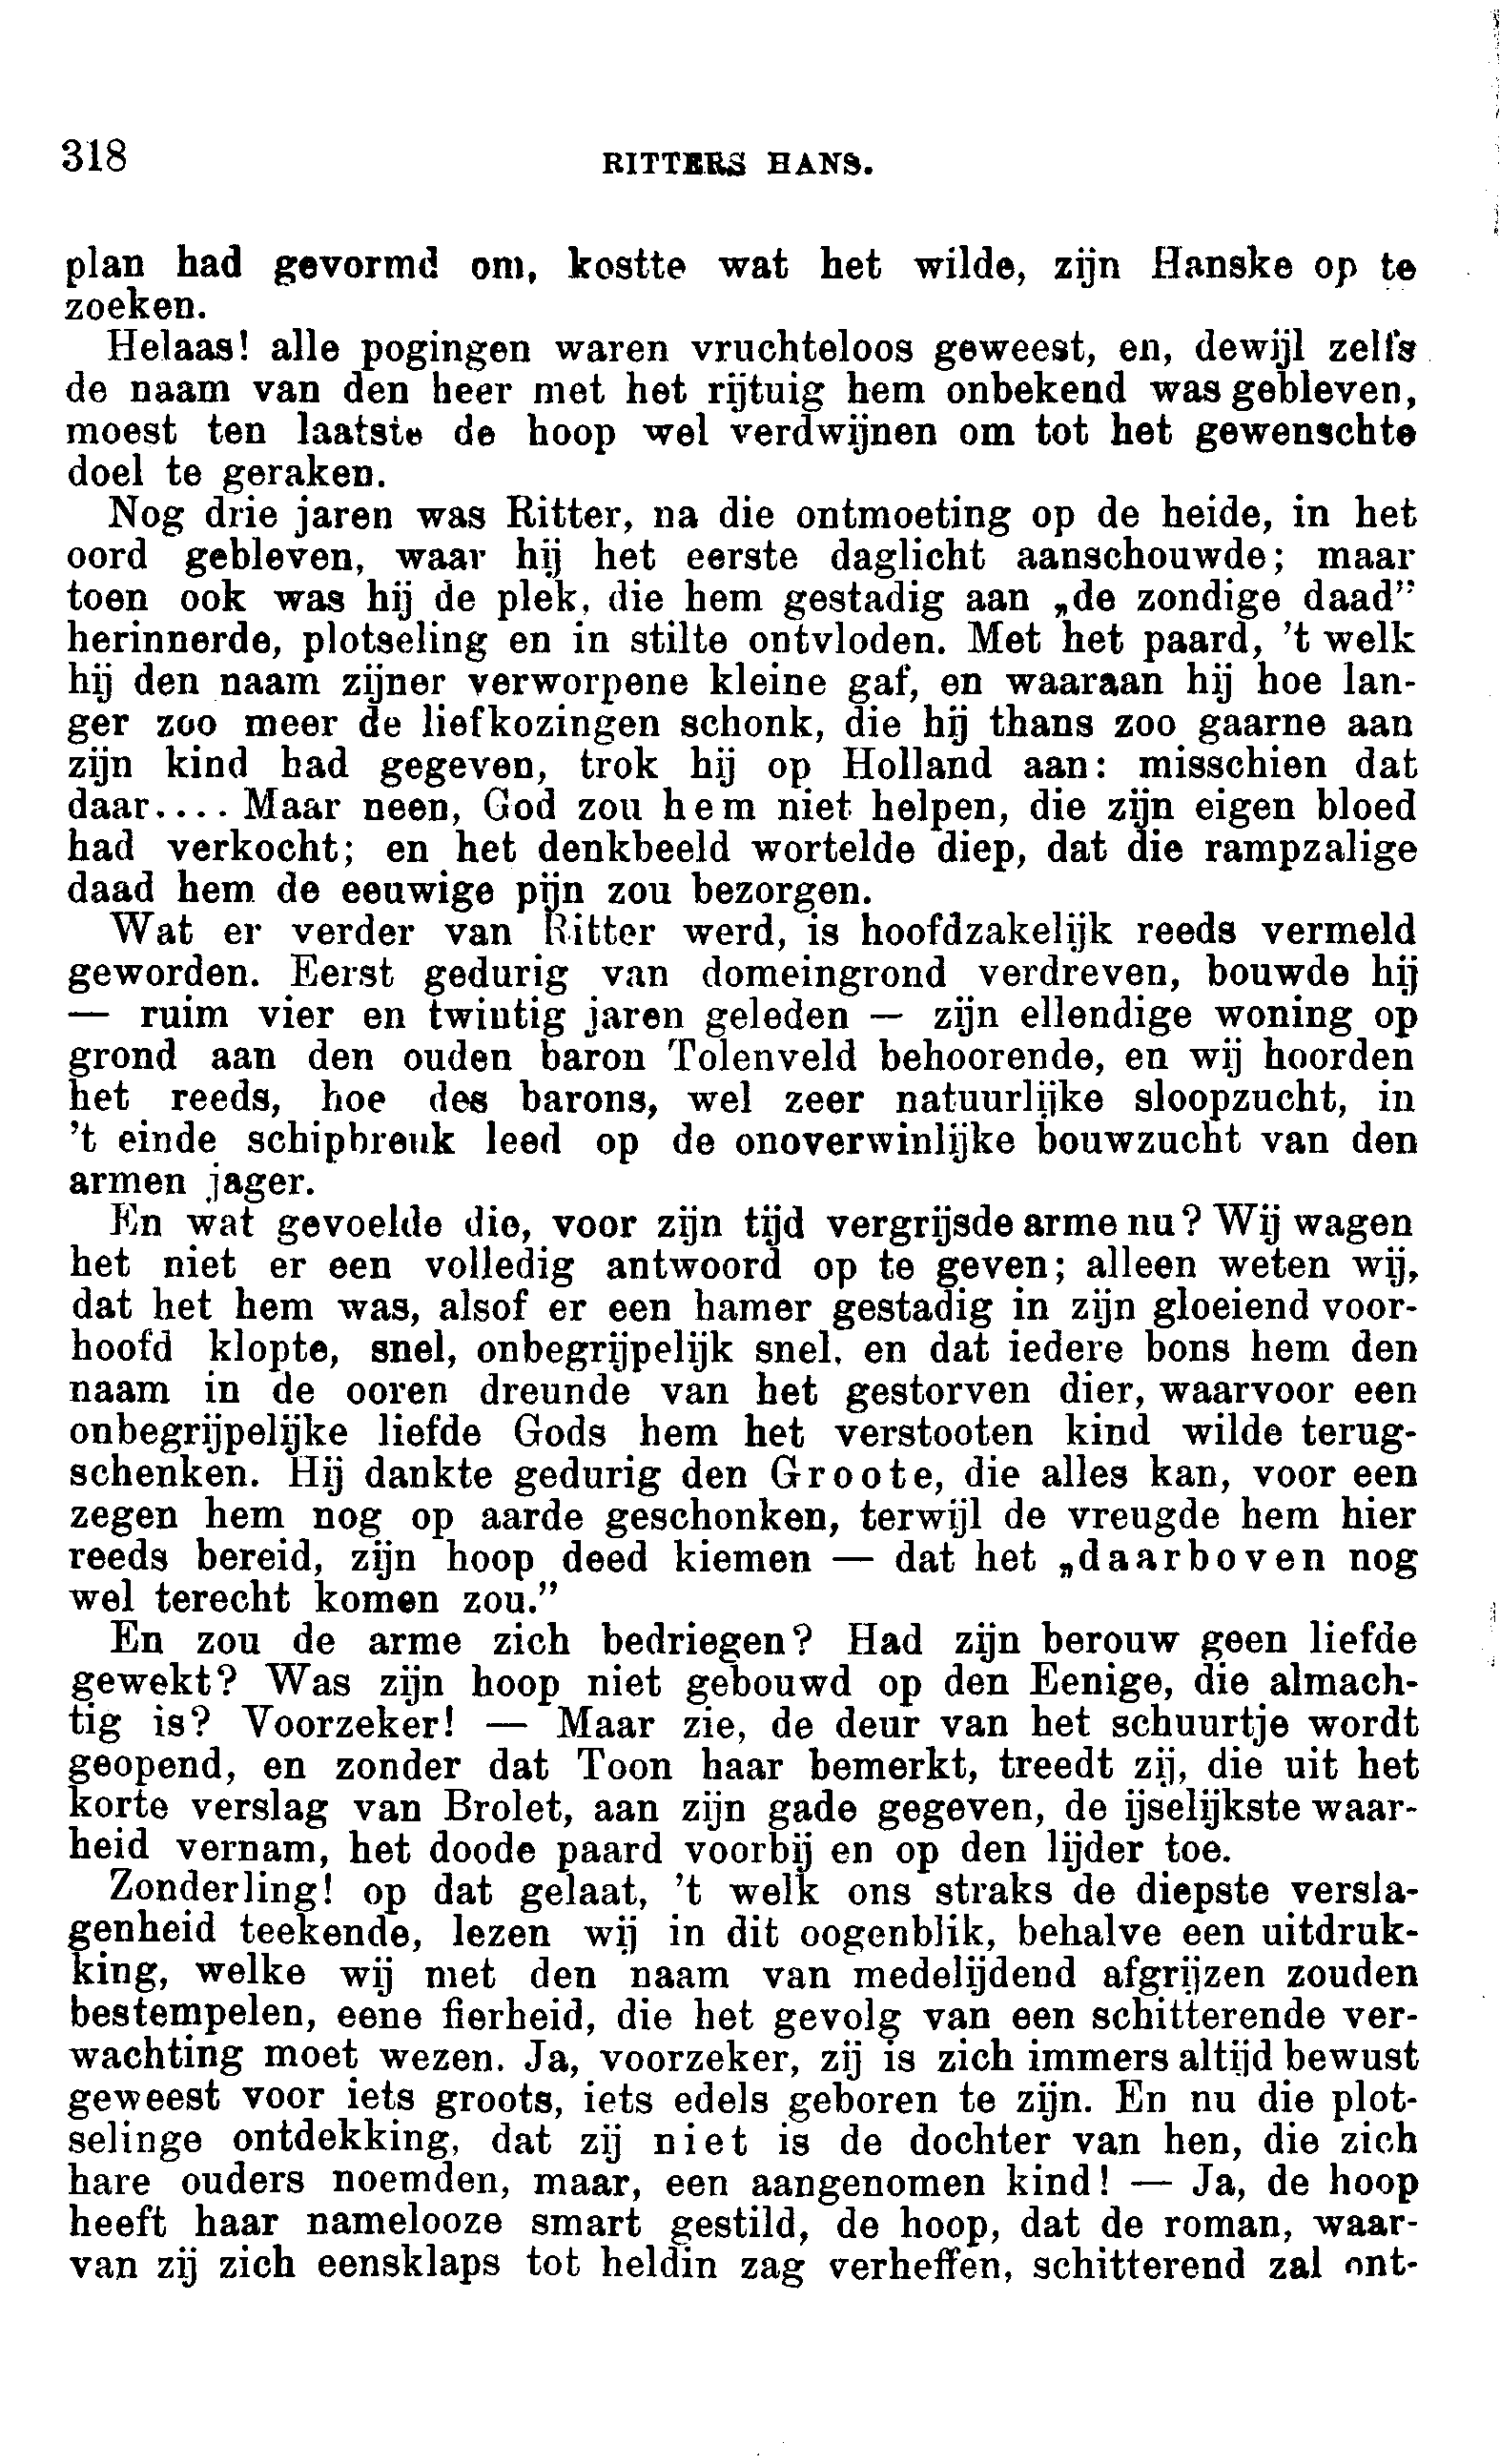 318
RITTERS HANS.
plan had gevormd om, kostte wat het wilde, zijn Hanske op te
zoeken.
Helaas! alle pogingen waren vruchteloos geweest, en, dewijl zelfs
de naam van den heer met het rijtuig hem onbekend was gebleven,
moest ten laatste de hoop wel verdwijnen om tot het gewenschte
doel te geraken.
Nog drie jaren was Ritter, na die ontmoeting op de heide, in het
oord gebleven, waar hij het eerste daglicht aanschouwde; maar
toen ook was hij de plek, die hem gestadig aan „de zondige daad”
herinnerde, plotseling en in stilte ontvloden. Met het paard, 't welk
hij den naam zijner verworpene kleine gaf, en waaraan hij hoe lan-
ger zoo meer de liefkozingen schonk, die hij thans zoo gaarne aan
zijn kind had gegeven, trok hij op Holland aan: misschien dat
daar.... Maar neen, God zou hem niet helpen, die zijn eigen bloed
had verkocht; en het denkbeeld wortelde diep, dat die rampzalige
daad hem de eeuwige pijn zou bezorgen.
Wat er verder van Ritter werd, is hoofdzakelijk reeds vermeld
geworden. Eerst gedurig van domeingrond verdreven, bouwde hij
— ruim vier en twintig jaren geleden — zijn ellendige woning op
grond aan den ouden baron Tolenveld behoorende, en wij hoorden
het reeds, hoe des barons, wel zeer natuurlijke sloopzucht, in
't einde schipbreuk leed op de onoverwinlijke bouwzucht van den
armen jager.
En wat gevoelde die, voor zijn tijd vergrijsde arme nu? Wij wagen
het niet er een volledig antwoord op te geven; alleen weten wij,
dat het hem was, alsof er een hamer gestadig in zijn gloeiend voor-
hoofd klopte, snel, onbegrijpelijk snel, en dat iedere bons hem den
naam in de ooren dreunde van het gestorven dier, waarvoor een
onbegrijpelijke liefde Gods hem het verstooten kind wilde terug-
schenken. Hij dankte gedurig den Groote, die alles kan, voor een
zegen hem nog op aarde geschonken, terwijl de vreugde hem hier
reeds bereid, zijn hoop deed kiemen — dat het „daarboven nog
wel terecht komen zou.”
En zou de arme zich bedriegen? Had zijn berouw geen liefde
gewekt? Was zijn hoop niet gebouwd op den Eenige, die almach-
tig is? Voorzeker! — Maar zie, de deur van het schuurtje wordt
geopend, en zonder dat Toon haar bemerkt, treedt zij, die uit het
korte verslag van Brolet, aan zijn gade gegeven, de ijselijkste waar-
heid vernam, het doode paard voorbij en op den lijder toe.
Zonderling! op dat gelaat, 't welk ons straks de diepste versla-
genheid teekende, lezen wij in dit oogenblik, behalve een uitdruk-
king, welke wij met den naam van medelijdend afgrijzen zouden
bestempelen, eene fierheid, die het gevolg van een schitterende ver-
wachting moet wezen. Ja, voorzeker, zij is zich immers altijd bewust
geweest voor iets groots, iets edels geboren te zijn. En nu die plot-
selinge ontdekking, dat zij niet is de dochter van hen, die zich
hare ouders noemden, maar, een aangenomen kind! — Ja, de hoop
heeft haar namelooze smart gestild, de hoop, dat de roman, waar-
van zij zich eensklaps tot heldin zag verheffen, schitterend zal ont-